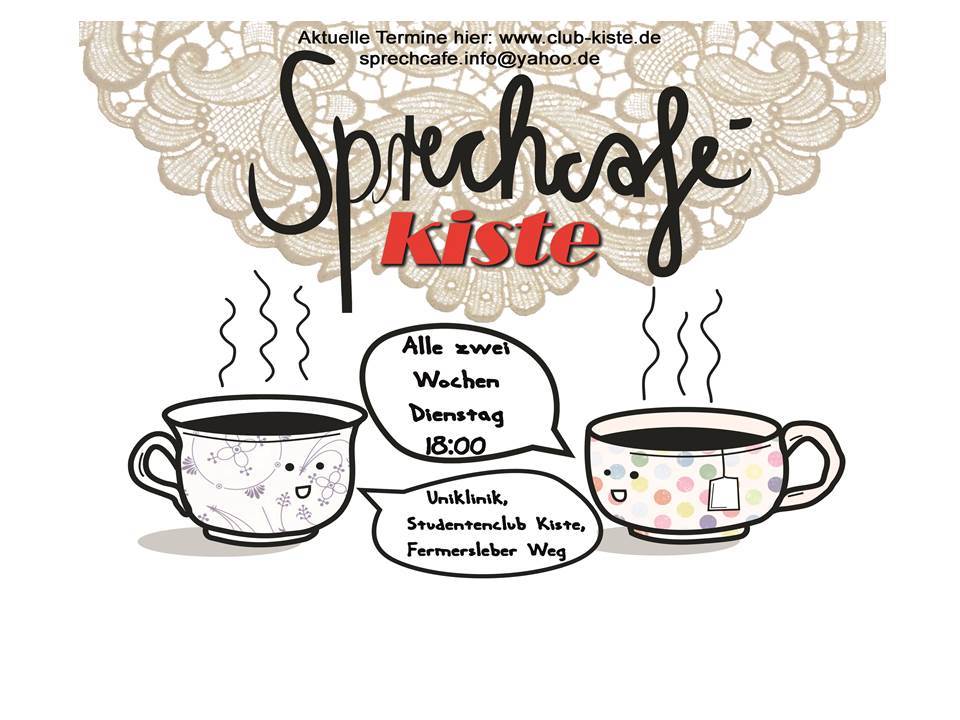 Aktuelle Termine hier: www.club-kiste.de
sprechcafe.info@yahoo.de
Sprechcafé
kiste
Alle zwei
Wochen
Dienstag
18:00
Uniklinik,
Studentenclub Kiste,
Fermersleber Weg